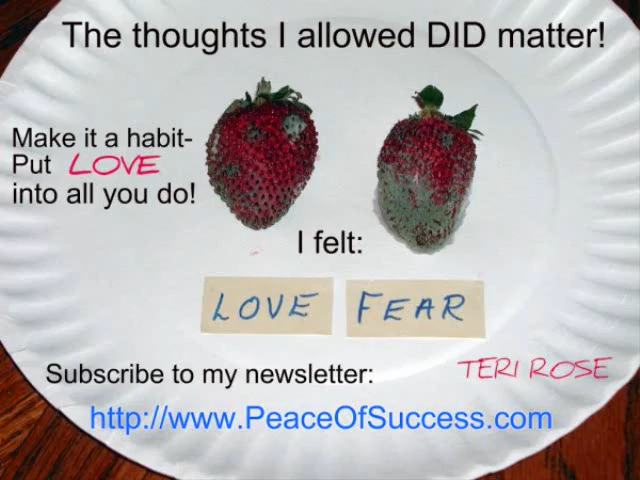 The thoughts I allowed DID matter!
Make it a habit-
Put LOVE
into all you do!
I felt:
LOVE FEAR
Subscribe to my newsletter:
TERI ROSE
http://www.PeaceOfSuccess.com